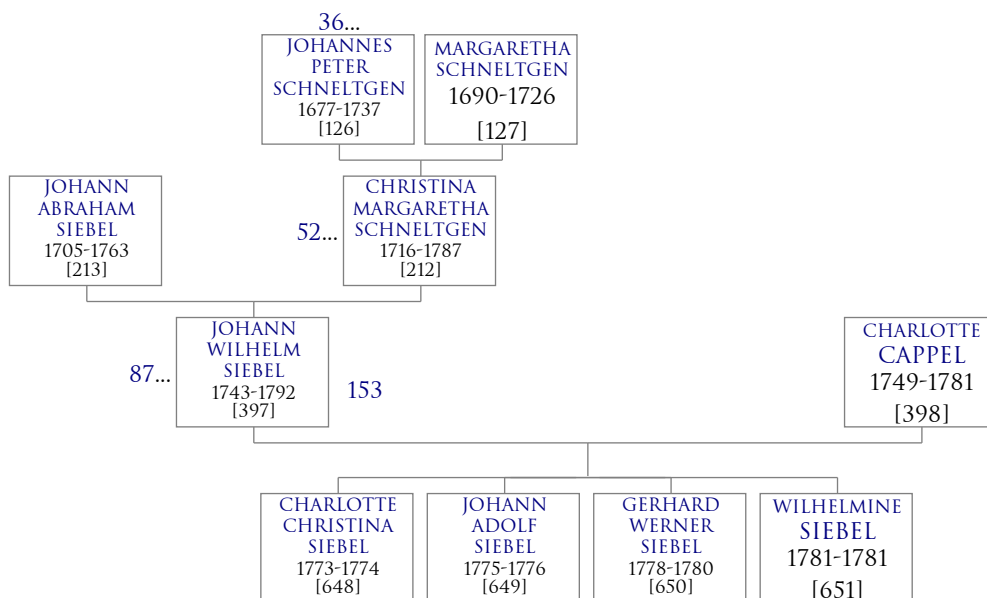 36...
JOHANNES
PETER
SCHNELTGEN
1677-1737
[126]
MARGARETHA
SCHNELTGEN
1690-1726
[127]
JOHANN
ABRAHAM
SIEBEL
1705-1763
[213]
52...
CHRISTINA
MARGARETHA
SCHNELTGEN
1716-1787
[212]
87...
JOHANN
WILHELM
SIEBEL
1743-1792
[397]
153
CHARLOTTE
CAPPEL
1749-1781
[398]
CHARLOTTE
CHRISTINA
SIEBEL
1773-1774
[648]
JOHANN
ADOLF
SIEBEL
1775-1776
[649]
GERHARD
WERNER
SIEBEL
1778-1780
[650]
WILHELMINE
SIEBEL
1781-1781
[651]